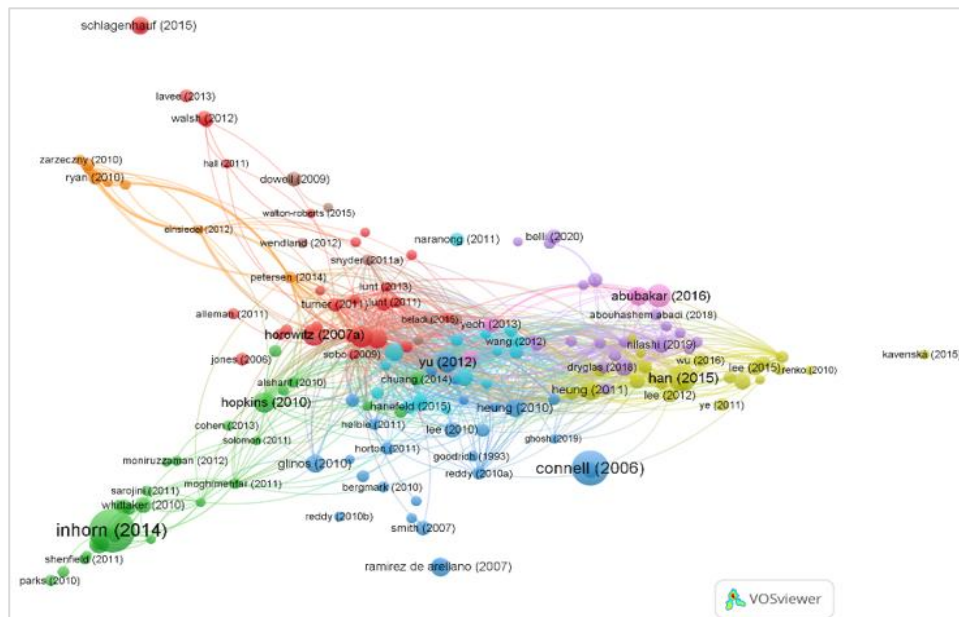 schlagenhauf (2015)
lavee (2013)
walsh (2012)
zarzeczny (2010)
hall (2011)
ryan (2010)
dowell (2009)
walton-roberts (2015)
einsiedel (2012)
wendland (2012)
naranong (2011)
bell (2020)
snyder (2011a)
petersen (2014)
lunt (2013)
turner (2011)
lunt (2011)
abubakar (2016)
alleman (2011)
beladi (2015)
yeoh (2013)
abouhashem abadi (2018)
horowitz (2007a)
wang (2012)
nilashi (2019)
jones (2006)
sobo (2009)
yu (2012)
wu (2016)
kavenska (2015)
dryglas (2018)
lee (2015)
renko (2010)
alsharif (2010)
chuang (2014)
han (2015)
heung (2011)
lee (2012)
hopkins (2010)
hanefeld (2015)
heung (2010)
ye (2011)
cohen (2013)
helble (2011)
lee (2010)
solomon (2011)
ghosh (2019)
moniruzzaman (2012)
glinos (2010)
horton (2011)
goodrich (1993)
connell (2006)
moghimehfar (2011)
reddy (2010a)
sarojini (2011)
bergmark (2010)
whittaker (2010)
reddy (2010b)
smith (2007)
inhorn (2014)
shenfield (2011)
ramirez de arellano (2007)
parks (2010)
VOSviewer